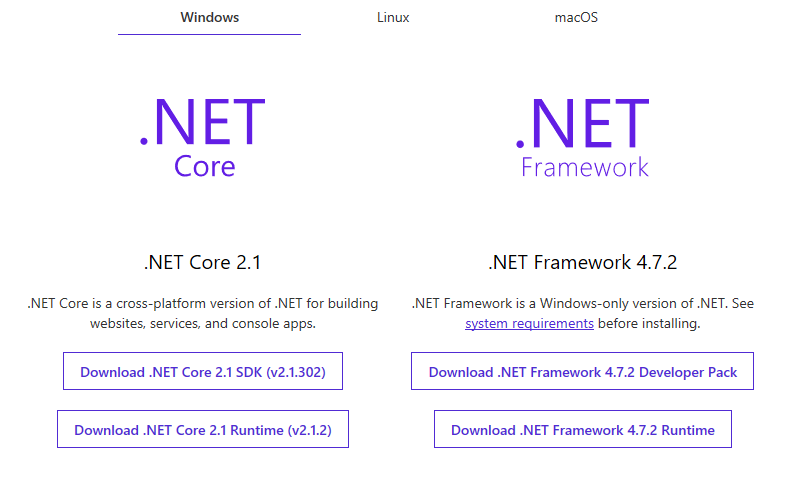 Windows
Linux
macOS
.NET
Core
.NET
Framework
.NET Core 2.1
.NET Core is a cross-platform version of .NET for building
websites, services, and console apps.
Download .NET Core 2.1 SDK (v2.1.302)
Download .NET Core 2.1 Runtime (v2.1.2)
.NET Framework 4.7.2
.NET Framework is a Windows-only version of .NET. See
system requirements before installing.
Download .NET Framework 4.7.2 Developer Pack
Download .NET Framework 4.7.2 Runtime